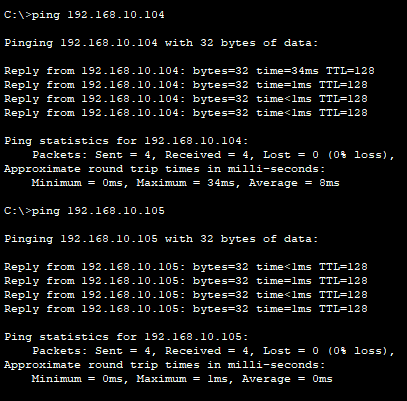 C:\>ping 192.168.10.104
Pinging 192.168.10.104 with 32 bytes of data:
Reply from 192.168.10.104: bytes=32 time=34ms TTL=128
Reply from 192.168.10.104: bytes=32 time=1ms TTL=128
Reply from 192.168.10.104: bytes=32 time<1ms TTL=128
Reply from 192.168.10.104: bytes=32 time<1ms TTL=128
Ping statistics for 192.168.10.104:
Packets: Sent = 4, Received = 4, Lost = 0 (0% loss),
Approximate round trip times in milli-seconds:
Minimum = 0ms, Maximum = 34ms, Average = 8ms
C:\>ping 192.168.10.105
Pinging 192.168.10.105 with 32 bytes of data:
Reply from 192.168.10.105: bytes=32 time<1ms TTL=128
Reply from 192.168.10.105: bytes=32 time=1ms TTL=128
Reply from 192.168.10.105: bytes=32 time<1ms TTL=128
Reply from 192.168.10.105: bytes=32 time=1ms TTL=128
Ping statistics for 192.168.10.105:
Packets: Sent = 4, Received = 4, Lost = 0 (0% loss),
Approximate round trip times in milli-seconds:
Minimum = 0ms, Maximum = 1ms, Average = 0ms